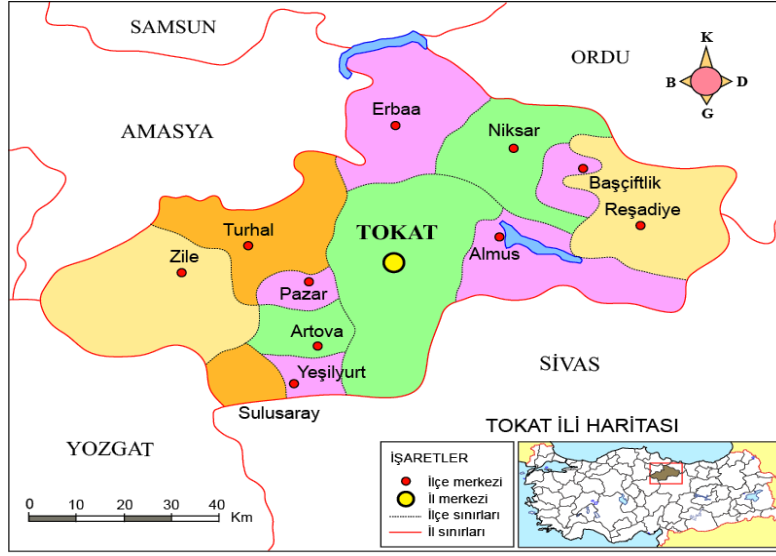 SAMSUN
ORDU
K
B D
G
AMASYA
Erbaa
Niksar
Başçiftlik
Reşadiye
Turhal
TOKAT
Almus
Zile
Pazar
Artova
Yeşilyurt
SİVAS
Sulusaray
YOZGAT
TOKAT İLİ HARİTASI
İŞARETLER
İlçe merkezi
İl merkezi
İlçe sınırları
İl sınırları
0 10 20 30 40
Km